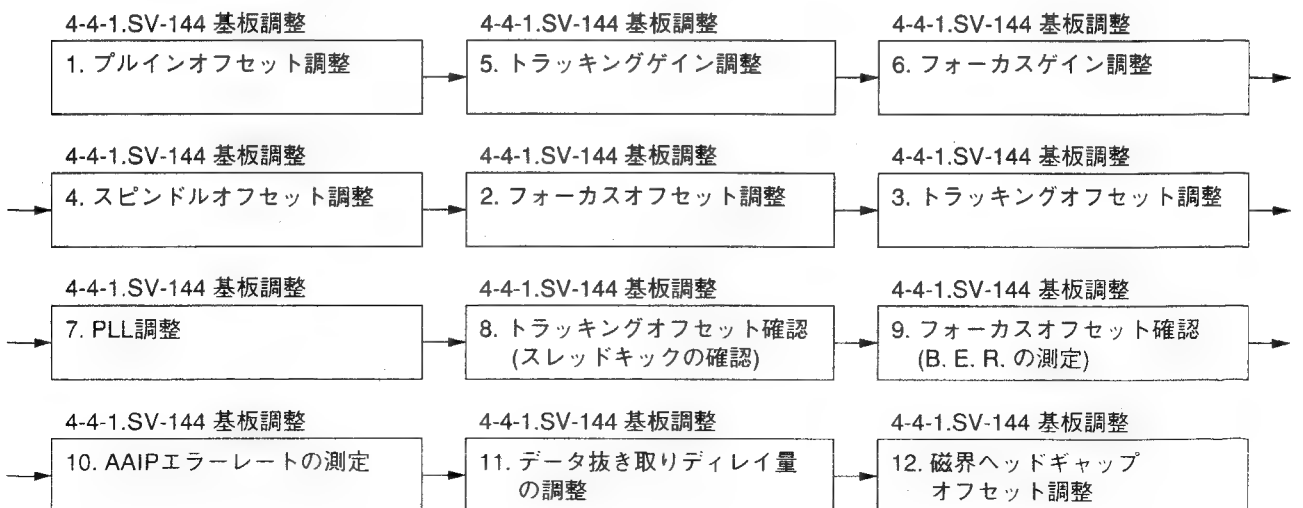 4-4-1.SV-144 基板調整
1. プルインオフセット調整
4-4-1.SV-144 基板調整
5. トラッキングゲイン調整
4-4-1.SV-144 基板調整
6. フォーカスゲイン調整
4-4-1.SV-144 基板調整
4. スピンドルオフセット調整
4-4-1.SV-144 基板調整
2. フォーカスオフセット調整
4-4-1.SV-144 基板調整
3. トラッキングオフセット調整
4-4-1.SV-144 基板調整
7. PLL調整
4-4-1.SV-144 基板調整
8. トラッキングオフセット確認
(スレッドキックの確認)
4-4-1.SV-144 基板調整
9. フォーカスオフセット確認
(B. E. R. の測定)
4-4-1.SV-144 基板調整
10. AAIPエラーレートの測定
4-4-1.SV-144 基板調整
11. データ抜き取りディレイ量
の調整
4-4-1.SV-144 基板調整
12. 磁界ヘッドギャップ
オフセット調整